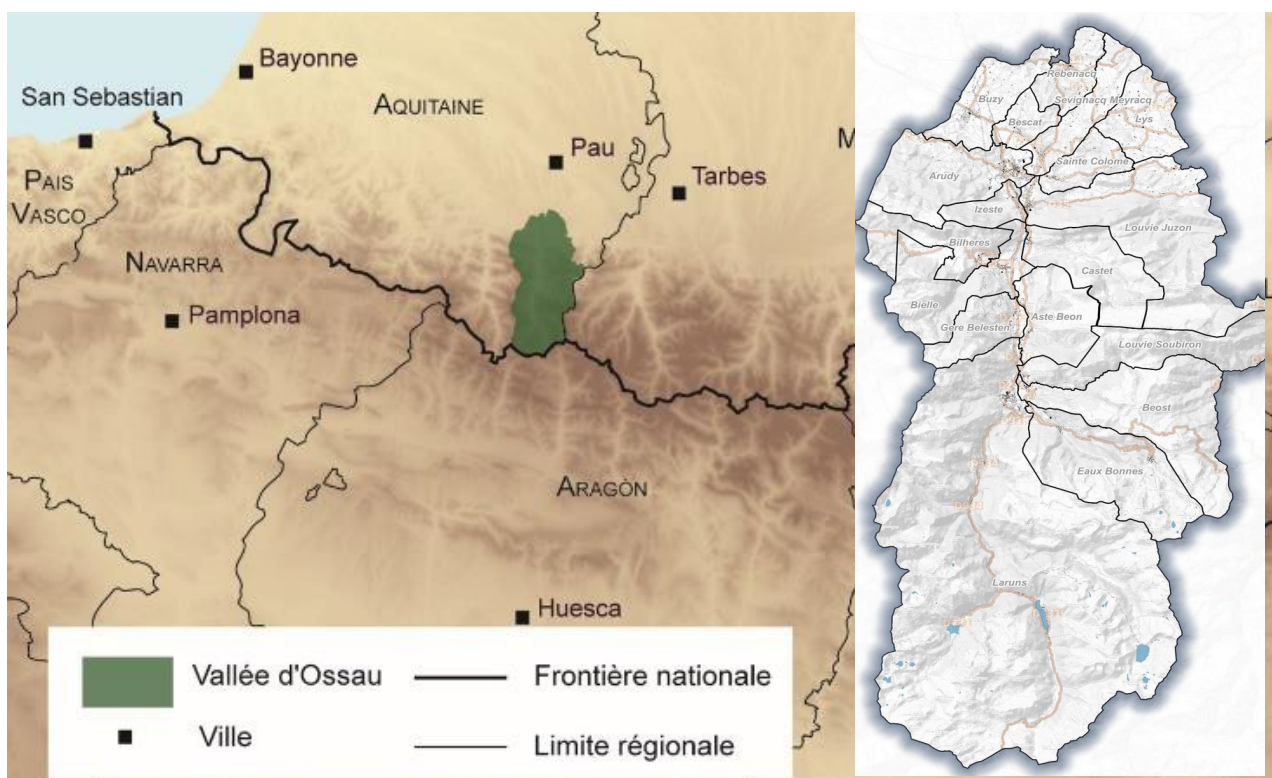 Bayonne
San Sebastian
AQUITAINE
Pau
Tarbes
M
PAIS
VASCO
NAVARRA
Pamplona
ARAGÒN
Huesca
Vallée d'Ossau
Frontière nationale
Ville
Limite régionale
Rebenacq
Buzy
Sevignacq Meyracq
Bescat
Lys
Sainte Colome
Arudy
Izeste
Louvie Juzon
Bilheres
Castet
Bielle
Aste Beon
Gere Belesten
Louvie Soubiron
Beost
Eaux Bonnes
Laruns